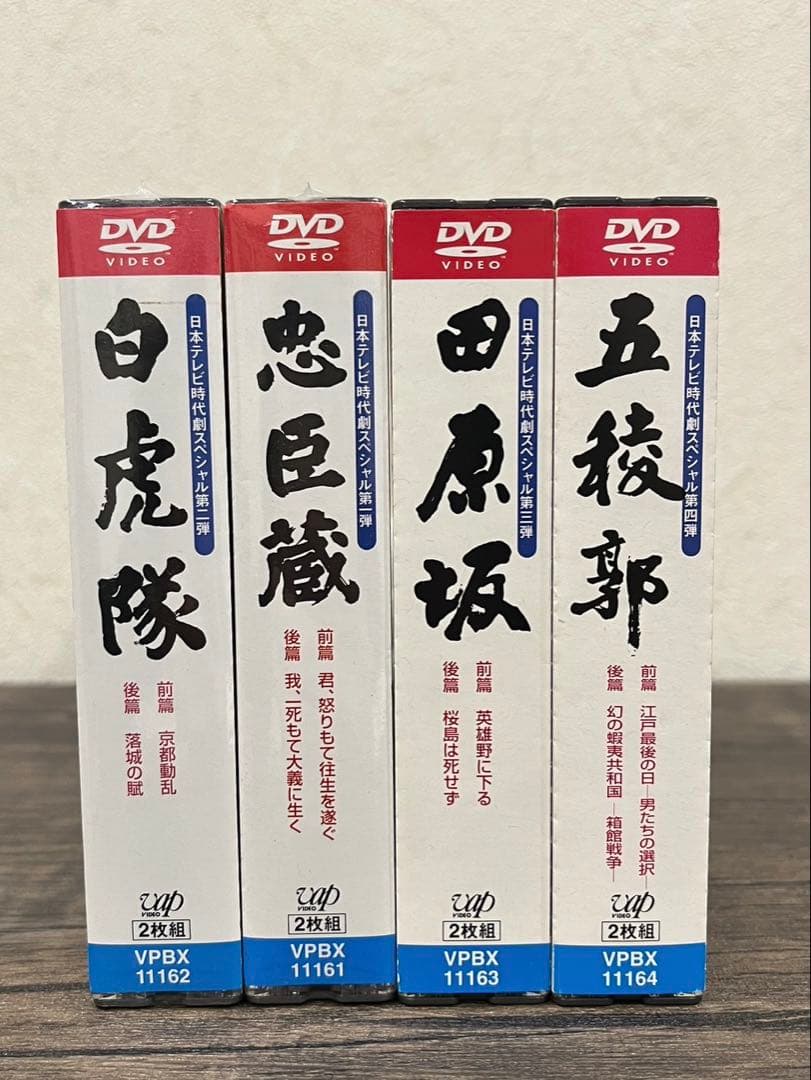 DVD
VIDEO
日本テレビ時代劇スペシャル第二弾
白虎隊
前篇 京都動乱
後篇 落城の賦
vap
VIDEO
2枚組
VPBX
11162
DVD
VIDEO
日本テレビ時代劇スペシャル第一弾
忠臣蔵
前篇 君、怒りもて往生を遂ぐ
後篇 我、一死もて大義に生く
vap
VIDEO
2枚組
VPBX
11161
DVD
VIDEO
日本テレビ時代劇スペシャル第三弾
田原坂
前篇 英雄野に下る
後篇 桜島は死せず
vap
VIDEO
2枚組
VPBX
11163
DVD
VIDEO
日本テレビ時代劇スペシャル第四弾
五稜郭
前篇 江戸最後の日―男たちの選択―
後篇 幻の蝦夷共和国 ―箱館戦争―
vap
VIDEO
2枚組
VPBX
11164